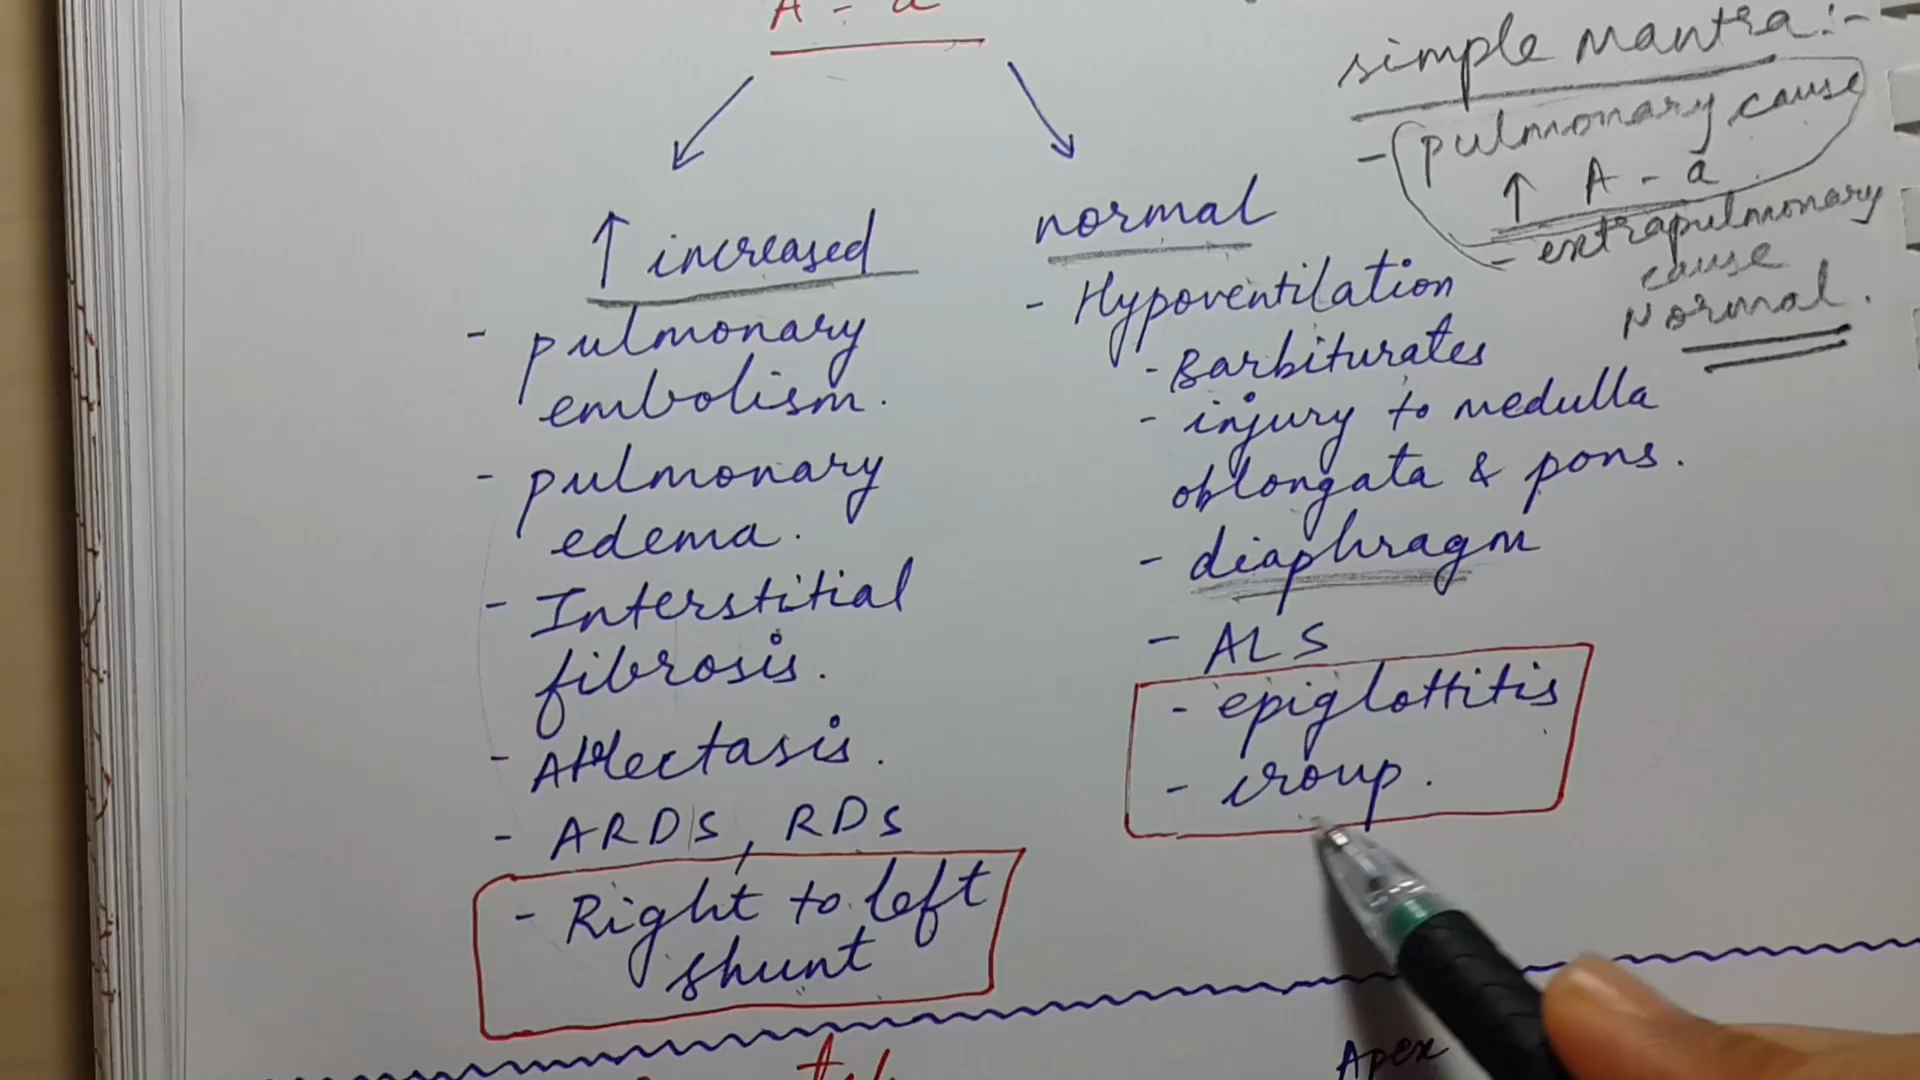 A - a
simple Mantra:-
- pulmonary cause
↑ A - a
- extrapulmonary
cause
Normal.
↑ increased
- pulmonary
embolism.
- pulmonary
edema.
- Interstitial
fibrosis.
- Atelectasis.
- ARDS, RDS
- Right to left
shunt
normal
- Hypoventilation
- Barbiturates
- injury to medulla
oblongata & pons.
- diaphragm
- ALS
- epiglottitis
- croup.
Apex